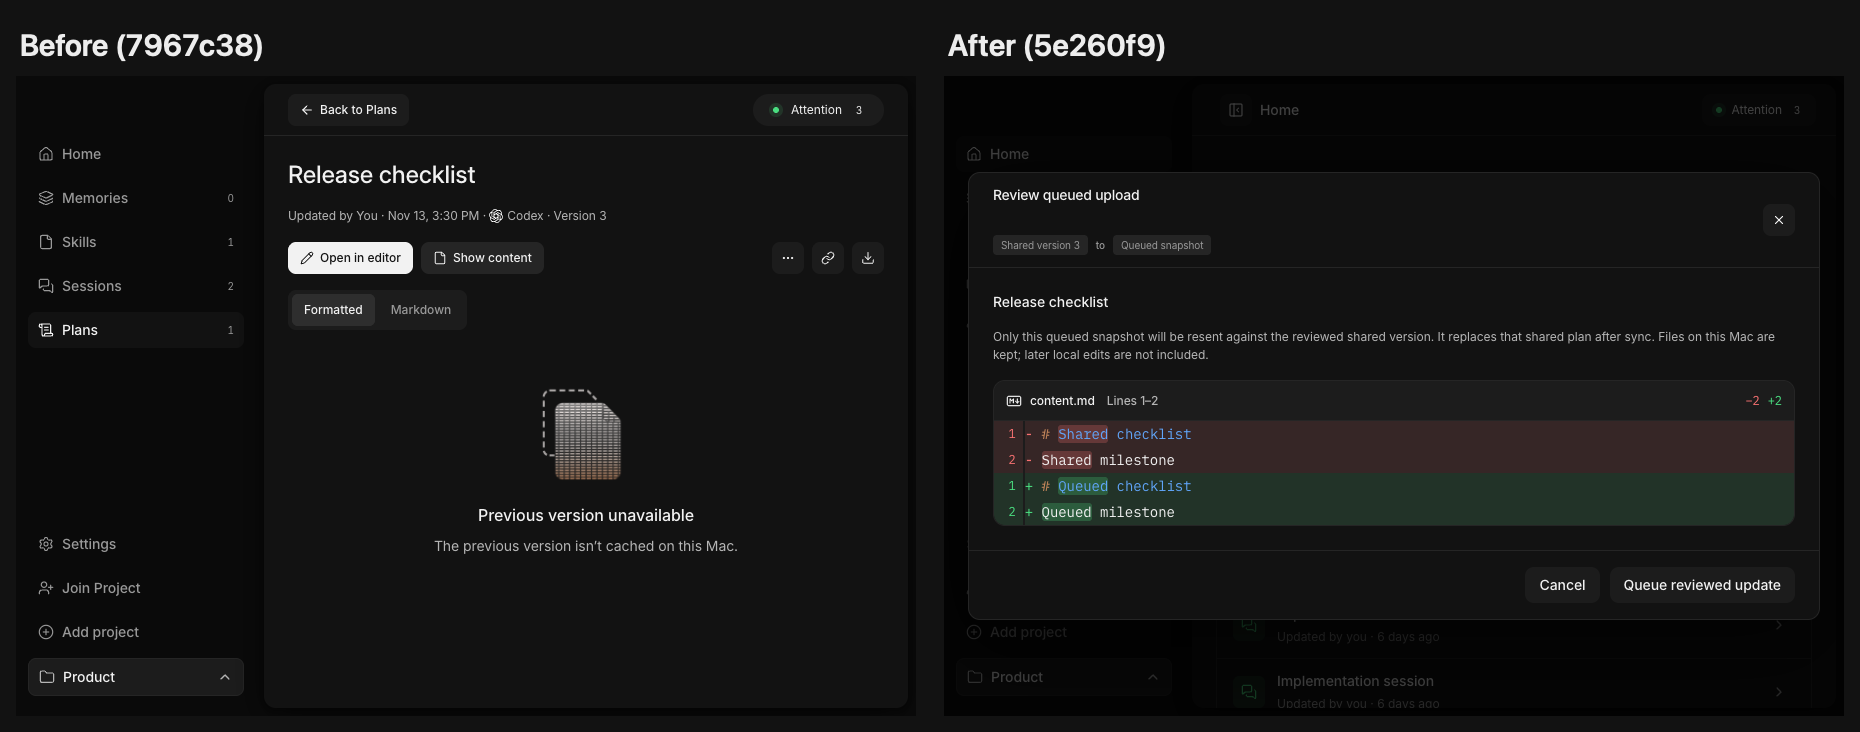 Before (7967c38)
Back to Plans
Attention 3
Home
Memories 0
Skills 1
Sessions 2
Plans 1
Release checklist
Updated by You · Nov 13, 3:30 PM · Codex · Version 3
Open in editor
Show content
Formatted
Markdown
Previous version unavailable
The previous version isn’t cached on this Mac.
Settings
Join Project
Add project
Product
After (5e260f9)
Home
Attention 3
Home
Review queued upload
Shared version 3 to Queued snapshot
Release checklist
Only this queued snapshot will be resent against the reviewed shared version. It replaces that shared plan after sync. Files on this Mac are
kept; later local edits are not included.
content.md Lines 1–2 −2 +2
1 - # Shared checklist
2 - Shared milestone
1 + # Queued checklist
2 + Queued milestone
Cancel
Queue reviewed update
Add project
Updated by you · 6 days ago
Product
Implementation session
Updated by you · 6 days ago